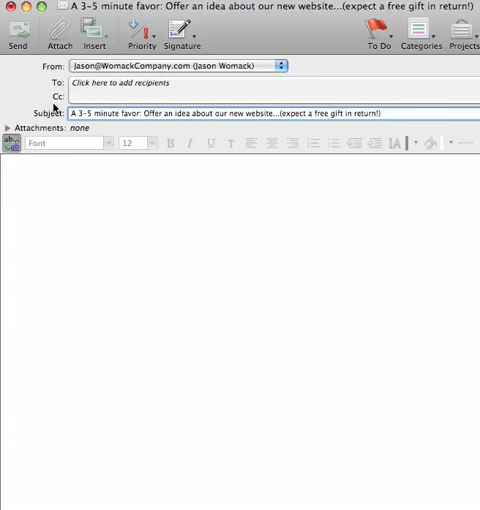 A 3-5 minute favor: Offer an idea about our new website...(expect a free gift in return!)
Send Attach Insert Priority Signature To Do Categories Projects
From: Jason@WomackCompany.com (Jason Womack)
To: Click here to add recipients
Cc:
Subject: A 3-5 minute favor: Offer an idea about our new website...(expect a free gift in return!)
Attachments: none
ab ab Font 12 B I U T A